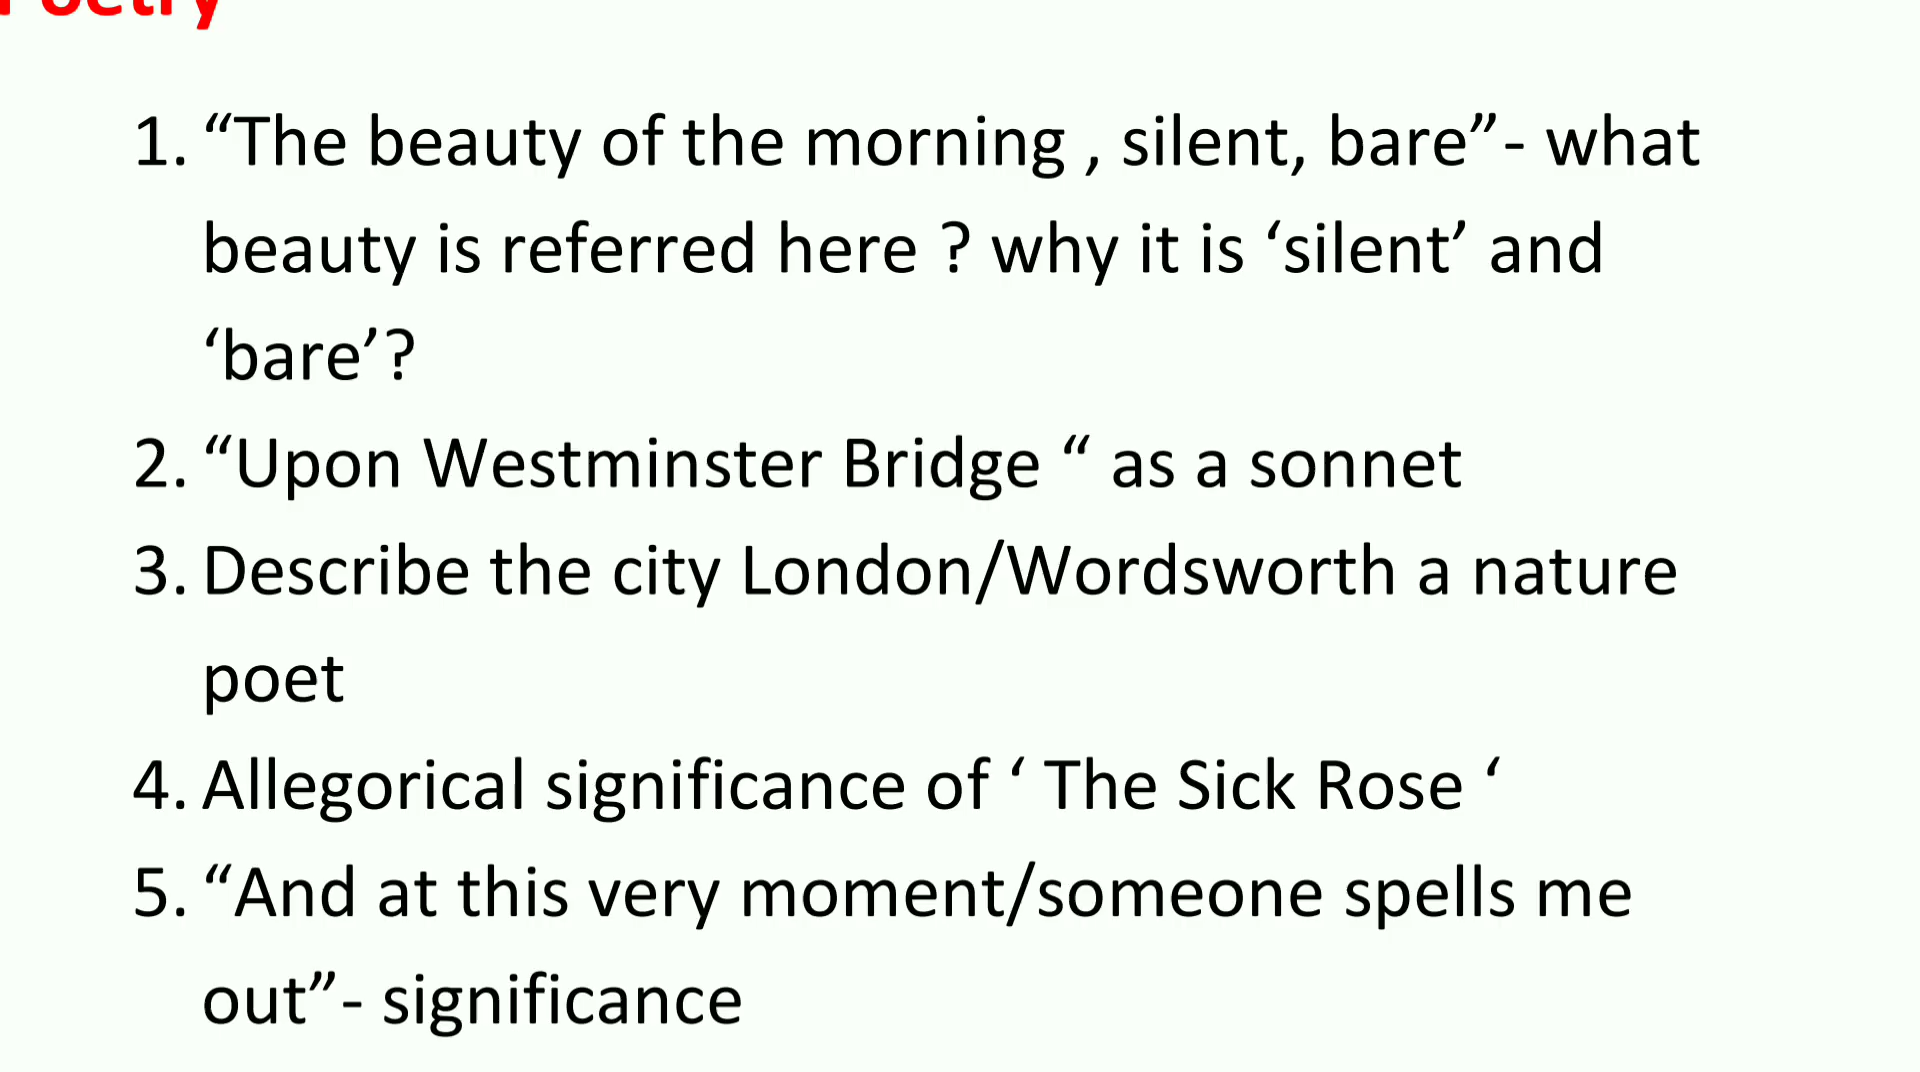 Poetry
1. “The beauty of the morning , silent, bare”- what
beauty is referred here ? why it is ‘silent’ and
‘bare’?
2. “Upon Westminster Bridge “ as a sonnet
3. Describe the city London/Wordsworth a nature
poet
4. Allegorical significance of ‘ The Sick Rose ‘
5. “And at this very moment/someone spells me
out”- significance